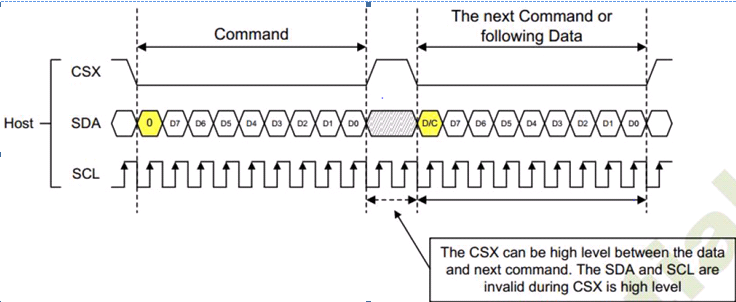 Command
The next Command or
following Data
CSX
Host
SDA
0 D7 D6 D5 D4 D3 D2 D1 D0
D/C D7 D6 D5 D4 D3 D2 D1 D0
SCL
The CSX can be high level between the data
and next command. The SDA and SCL are
invalid during CSX is high level